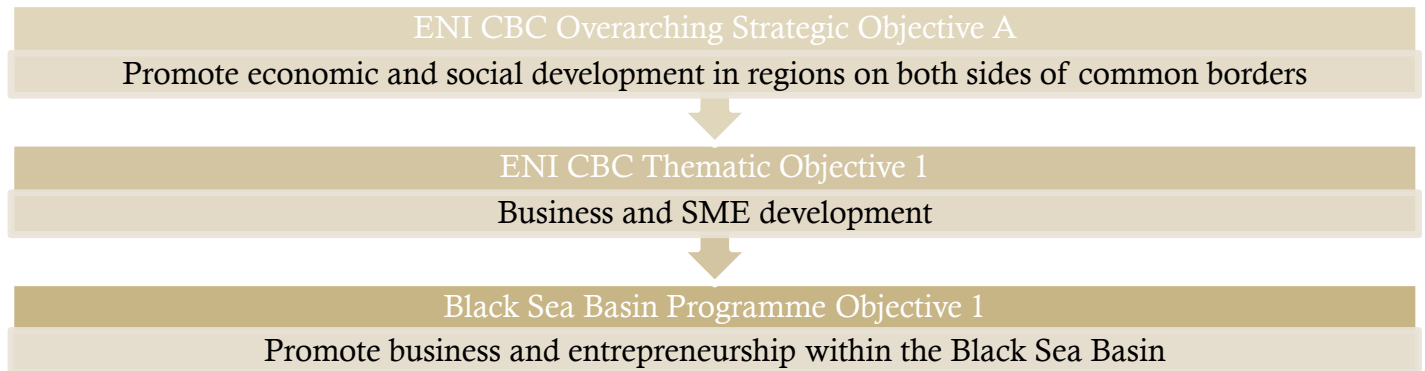 ENI CBC Overarching Strategic Objective A
Promote economic and social development in regions on both sides of common borders
ENI CBC Thematic Objective 1
Business and SME development
Black Sea Basin Programme Objective 1
Promote business and entrepreneurship within the Black Sea Basin